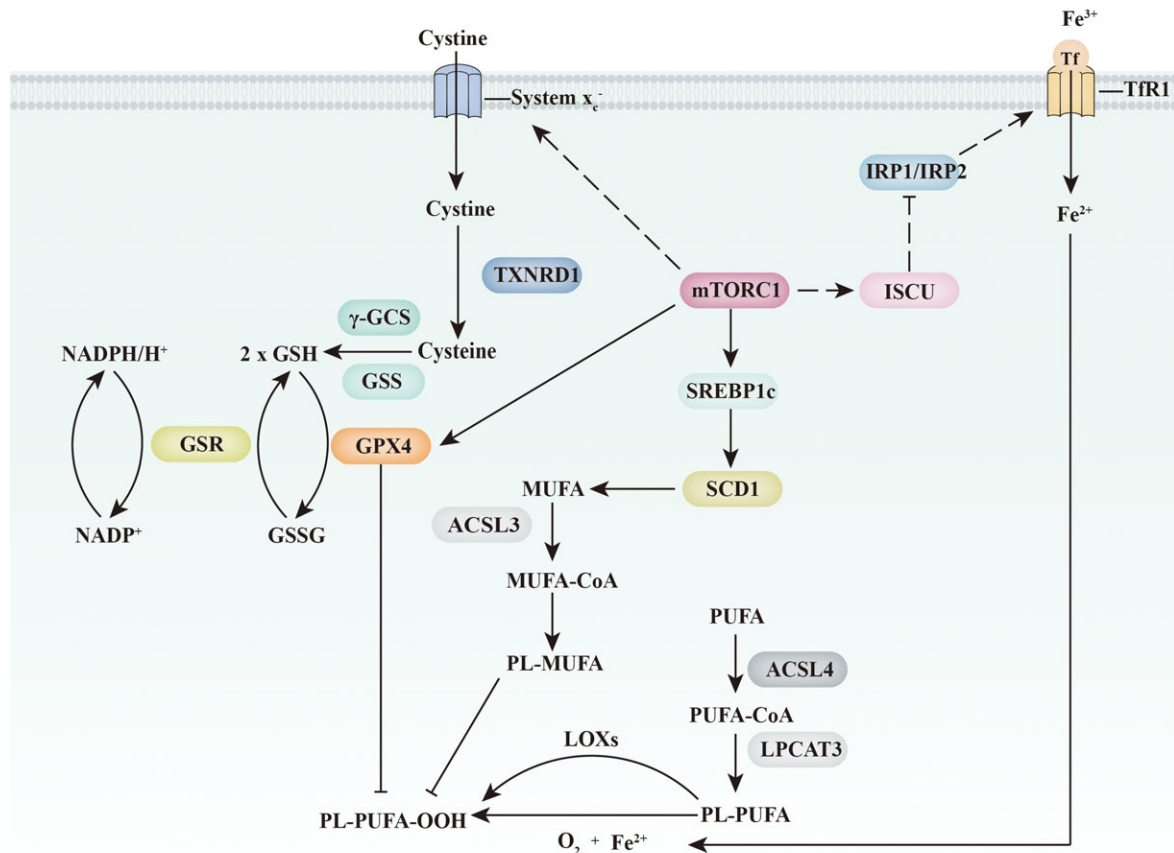 Fe³⁺
Cystine
Tf
System x꜀⁻
TfR1
IRP1/IRP2
Cystine
Fe²⁺
TXNRD1
mTORC1
ISCU
γ-GCS
NADPH/H⁺
2 x GSH
Cysteine
GSS
SREBP1c
GSR
GPX4
MUFA
SCD1
ACSL3
NADP⁺
GSSG
MUFA-CoA
PUFA
PL-MUFA
ACSL4
PUFA-CoA
LOXs
LPCAT3
PL-PUFA-OOH
PL-PUFA
O₂ + Fe²⁺